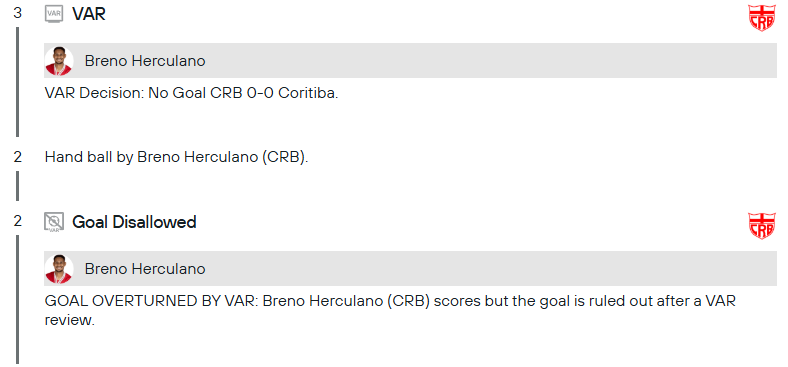 3
VAR
VAR
CRB
Breno Herculano
VAR Decision: No Goal CRB 0-0 Coritiba.
2
Hand ball by Breno Herculano (CRB).
2
VAR
Goal Disallowed
CRB
Breno Herculano
GOAL OVERTURNED BY VAR: Breno Herculano (CRB) scores but the goal is ruled out after a VAR
review.